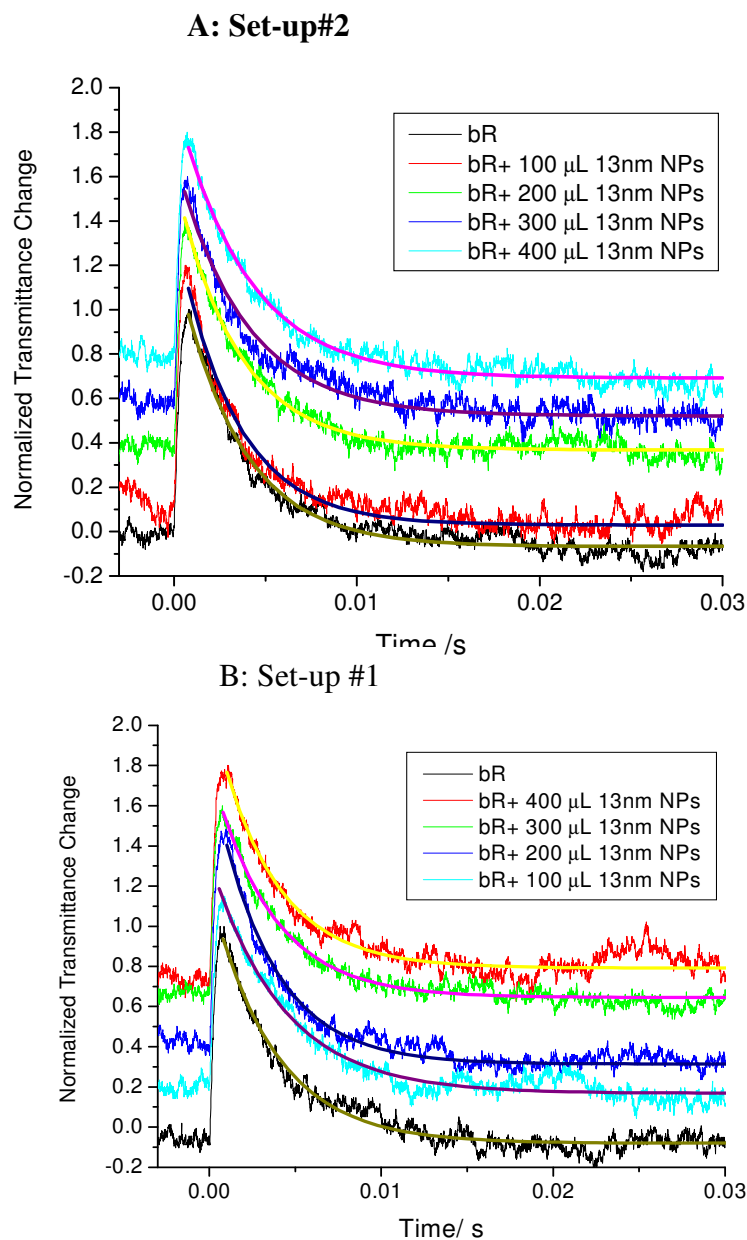 A: Set-up#2
2.0
1.8
1.6
1.4
1.2
1.0
0.8
0.6
0.4
0.2
0.0
-0.2
Normalized Transmittance Change
bR
bR+ 100 μL 13nm NPs
bR+ 200 μL 13nm NPs
bR+ 300 μL 13nm NPs
bR+ 400 μL 13nm NPs
0.00 0.01 0.02 0.03
Time /s
B: Set-up #1
2.0
1.8
1.6
1.4
1.2
1.0
0.8
0.6
0.4
0.2
0.0
-0.2
Normalized Transmittance Change
bR
bR+ 400 μL 13nm NPs
bR+ 300 μL 13nm NPs
bR+ 200 μL 13nm NPs
bR+ 100 μL 13nm NPs
0.00 0.01 0.02 0.03
Time/ s